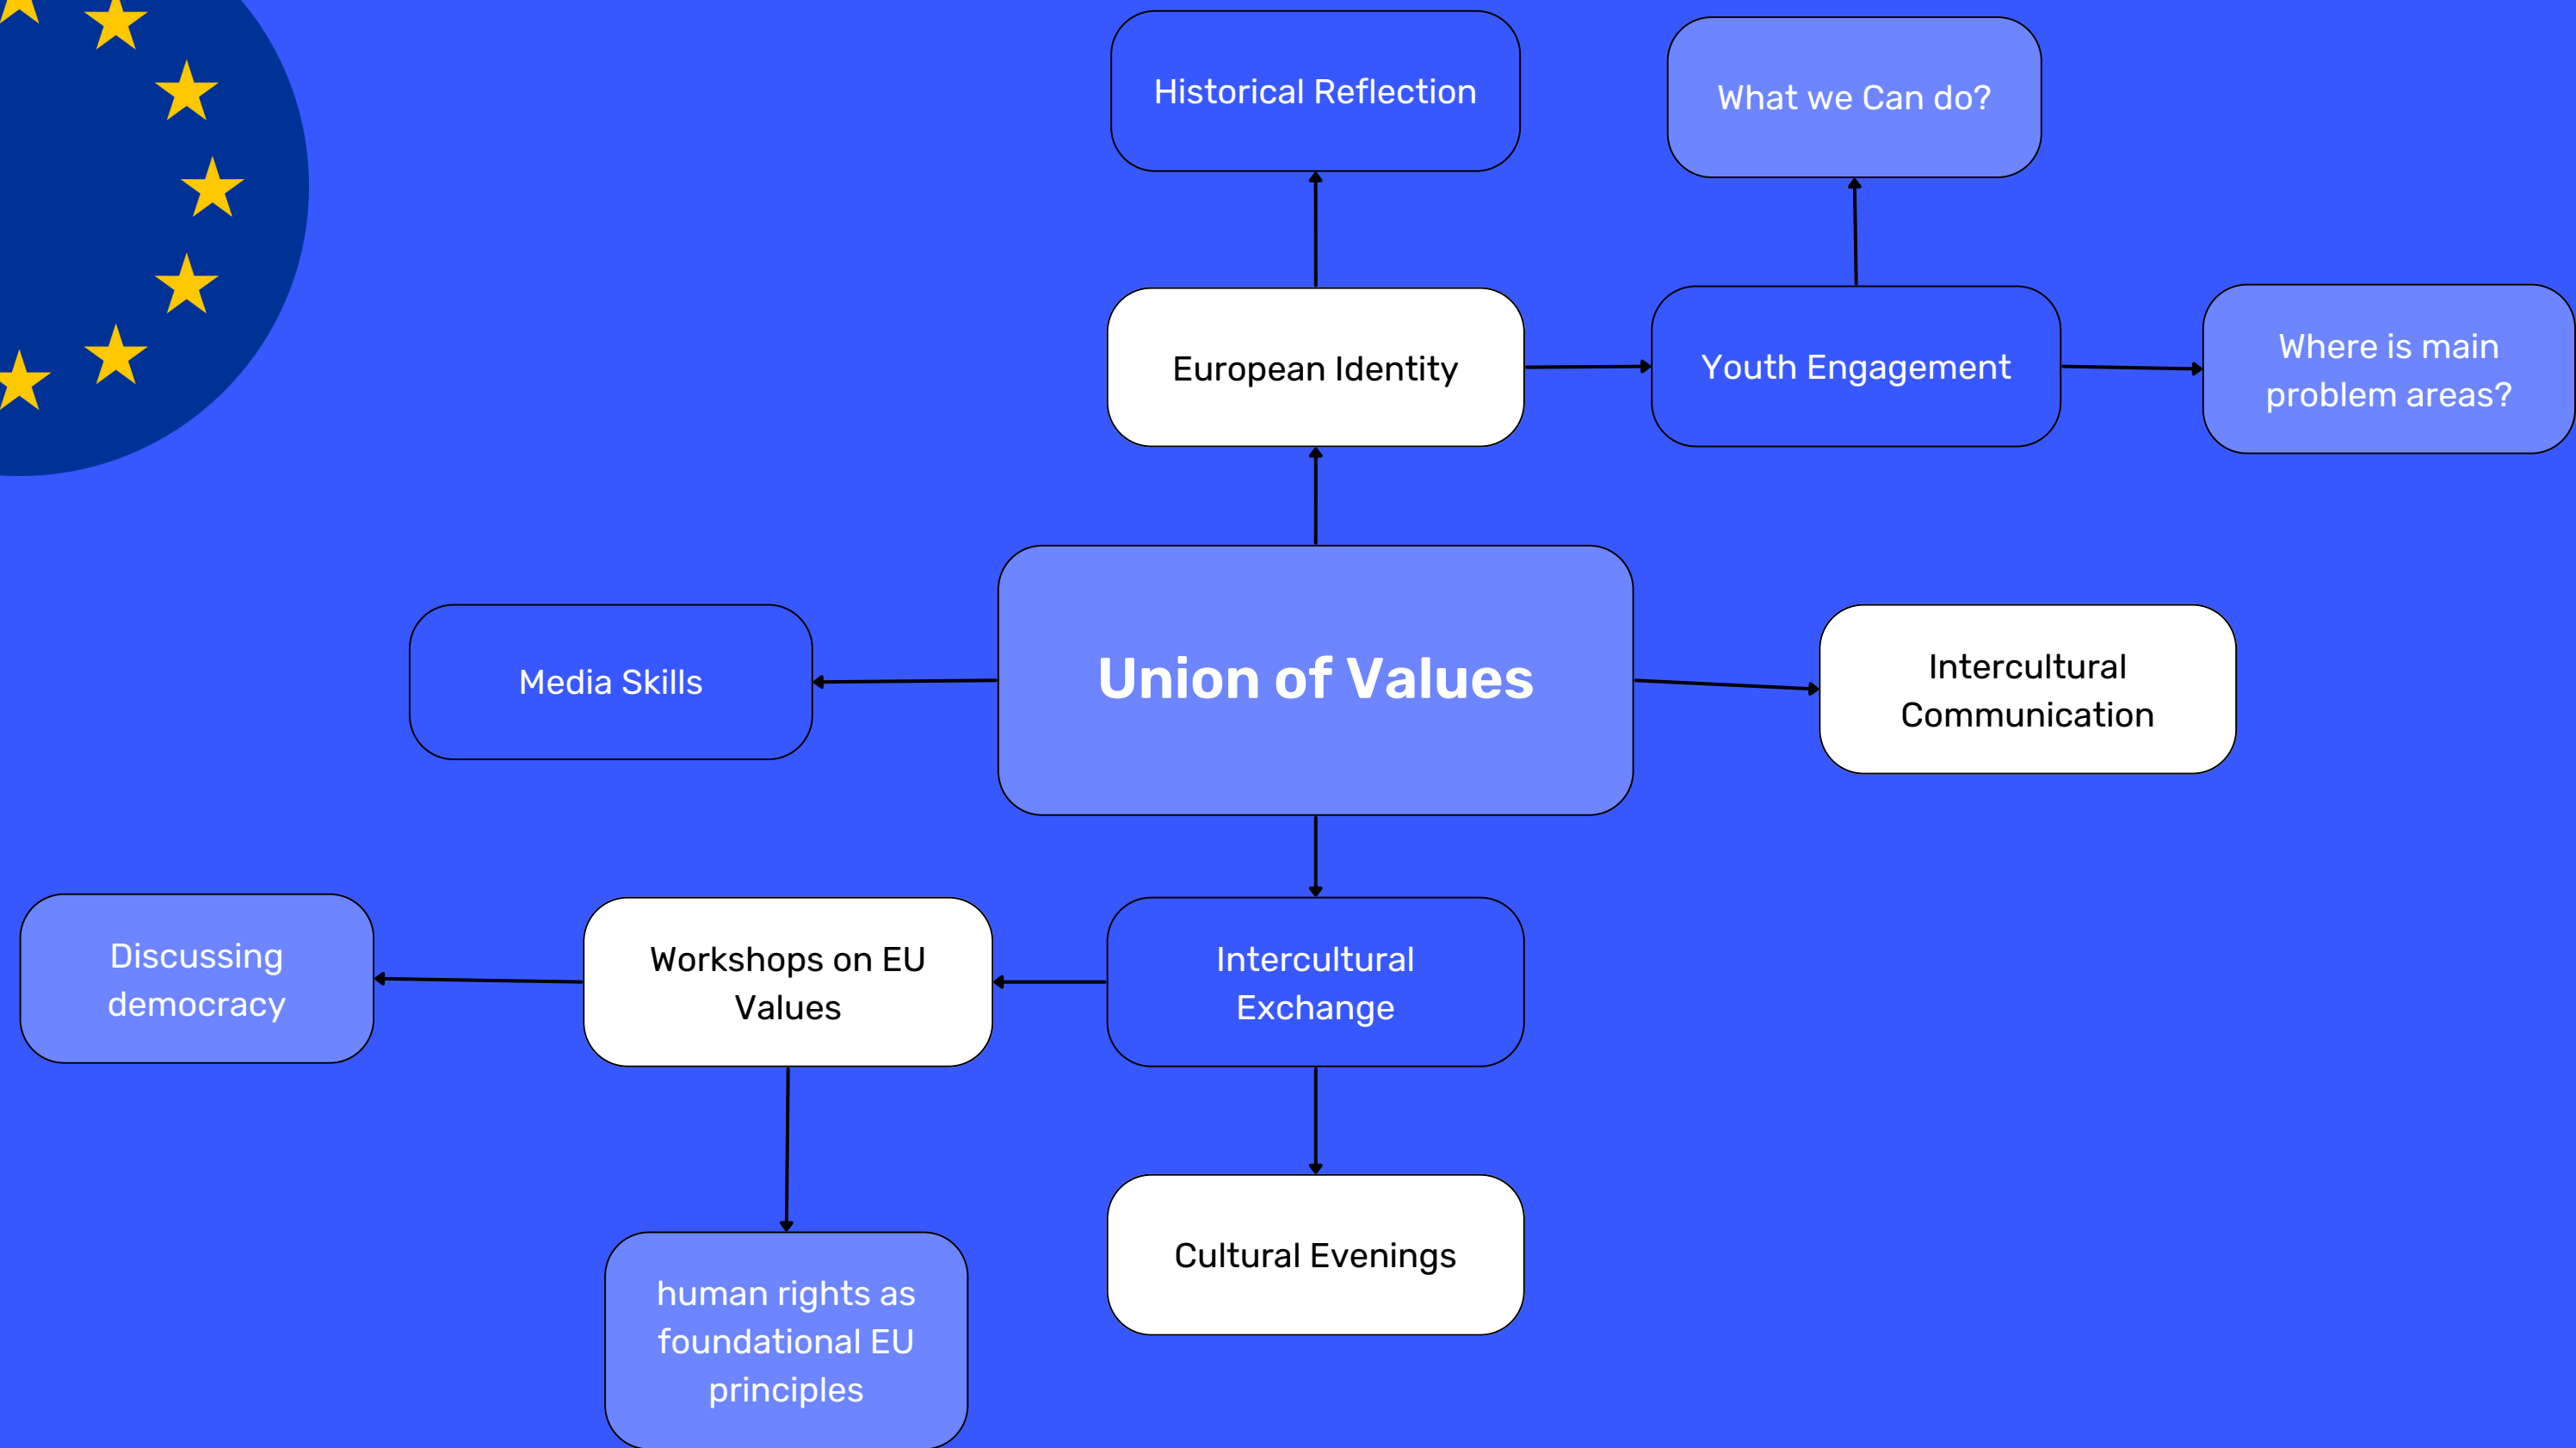 Historical Reflection
What we Can do?
European Identity
Youth Engagement
Where is main
problem areas?
Union of Values
Media Skills
Intercultural
Communication
Discussing
democracy
Workshops on EU
Values
Intercultural
Exchange
Cultural Evenings
human rights as
foundational EU
principles